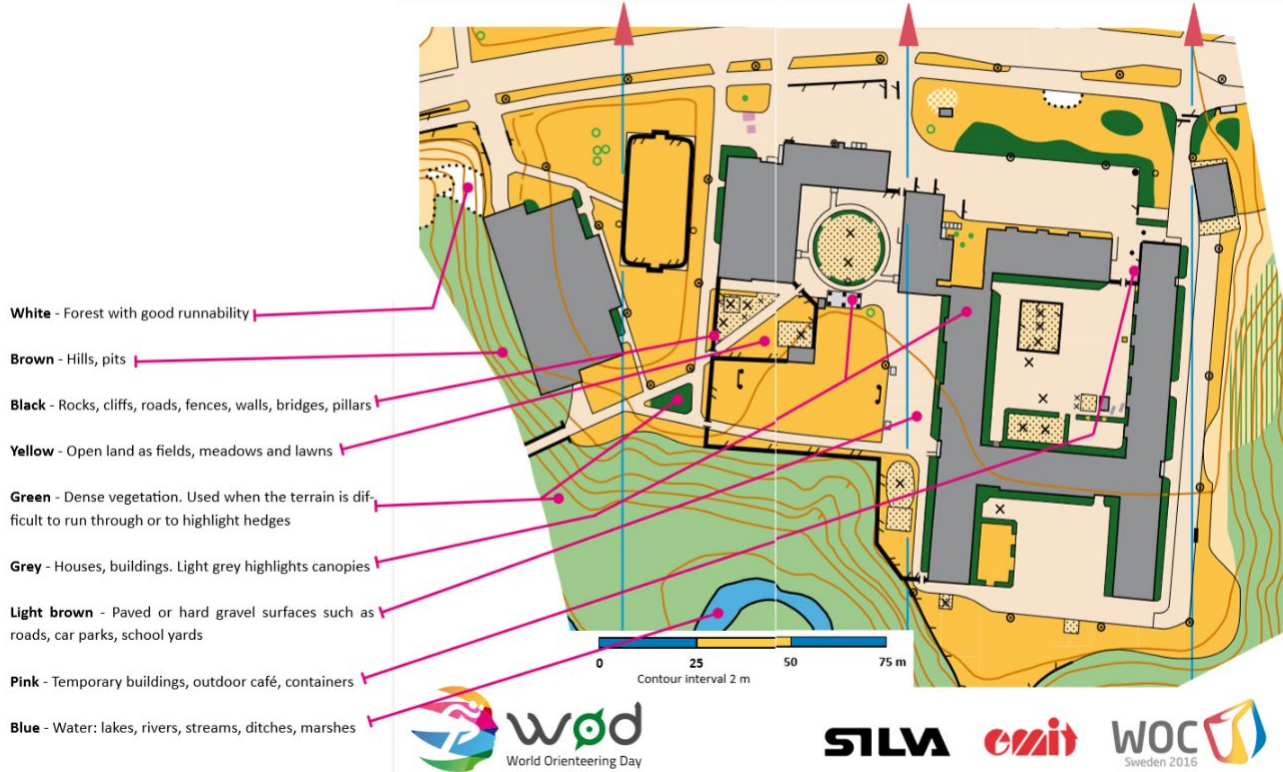 White - Forest with good runnability
Brown - Hills, pits
Black - Rocks, cliffs, roads, fences, walls, bridges, pillars
Yellow - Open land as fields, meadows and lawns
Green - Dense vegetation. Used when the terrain is dif-
ficult to run through or to highlight hedges
Grey - Houses, buildings. Light grey highlights canopies
Light brown - Paved or hard gravel surfaces such as
roads, car parks, school yards
Pink - Temporary buildings, outdoor café, containers
Blue - Water: lakes, rivers, streams, ditches, marshes
0 25 50 75 m
Contour interval 2 m
wod
World Orienteering Day
SILVA
emit
WOC
Sweden 2016